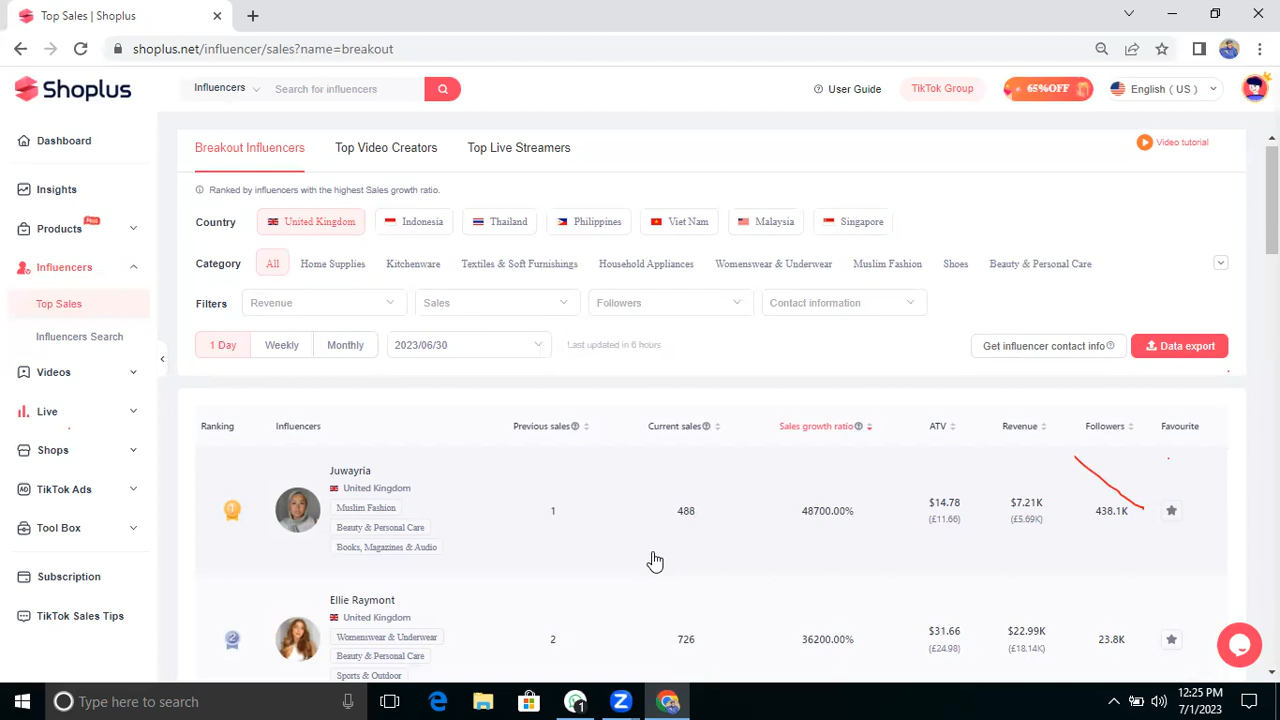 Top Sales | Shoplus
shoplus.net/influencer/sales?name=breakout
Shoplus
Influencers
Search for influencers
User Guide
TikTok Group
65%OFF
English ( US )
Dashboard
Insights
Products
Influencers
Top Sales
Influencers Search
Videos
Live
Shops
TikTok Ads
Tool Box
Subscription
TikTok Sales Tips
Breakout Influencers Top Video Creators Top Live Streamers
Video tutorial
Ranked by influencers with the highest Sales growth ratio.
Country United Kingdom Indonesia Thailand Philippines Viet Nam Malaysia Singapore
Category All Home Supplies Kitchenware Textiles & Soft Furnishings Household Appliances Womenswear & Underwear Muslim Fashion Shoes Beauty & Personal Care
Filters Revenue Sales Followers Contact information
1 Day Weekly Monthly 2023/06/30 Last updated in 6 hours
Get influencer contact info Data export
Ranking Influencers Previous sales Current sales Sales growth ratio ATV Revenue Followers Favourite
Juwayria
United Kingdom
Muslim Fashion
Beauty & Personal Care
Books, Magazines & Audio
1 1 488 48700.00% $14.78 $7.21K 438.1K
(£11.66) (£5.69K)
Ellie Raymont
United Kingdom
Womenswear & Underwear
Beauty & Personal Care
Sports & Outdoor
2 2 726 36200.00% $31.66 $22.99K 23.8K
(£24.98) (£18.14K)
Type here to search
1
12:25 PM
7/1/2023